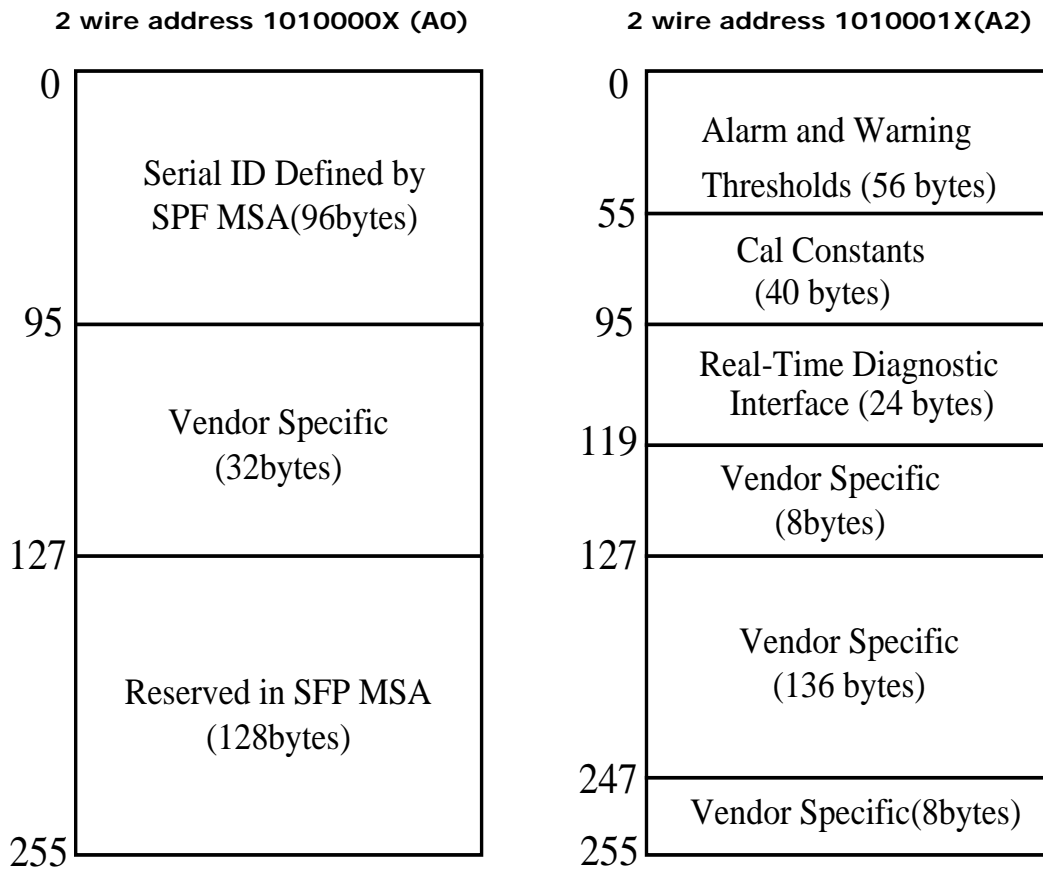 2 wire address 1010000X (A0)
0
Serial ID Defined by
SPF MSA(96bytes)
95
Vendor Specific
(32bytes)
127
Reserved in SFP MSA
(128bytes)
255
2 wire address 1010001X(A2)
0
Alarm and Warning
Thresholds (56 bytes)
55
Cal Constants
(40 bytes)
95
Real-Time Diagnostic
Interface (24 bytes)
119
Vendor Specific
(8bytes)
127
Vendor Specific
(136 bytes)
247
Vendor Specific(8bytes)
255